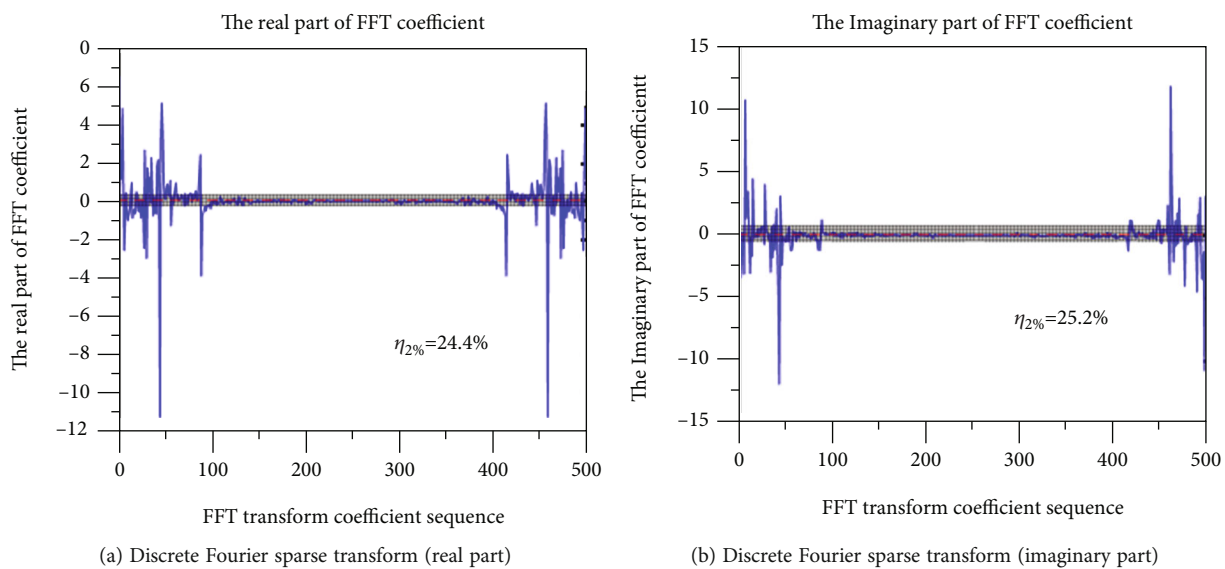 The real part of FFT coefficient
The real part of FFT coefficient
0
6
4
2
0
−2
−4
−6
−8
−10
−12
η2%=24.4%
0 100 200 300 400 500
FFT transform coefficient sequence
(a) Discrete Fourier sparse transform (real part)
The Imaginary part of FFT coefficient
The Imaginary part of FFT coefficientt
15
10
5
0
−5
−10
−15
η2%=25.2%
0 100 200 300 400 500
FFT transform coefficient sequence
(b) Discrete Fourier sparse transform (imaginary part)